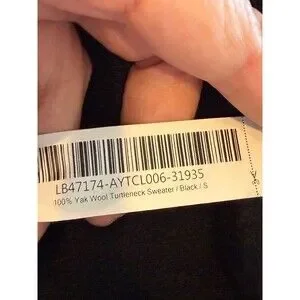 LB47174-AYTCL006-31935
100% Yak Wool Turtleneck Sweater / Black / S